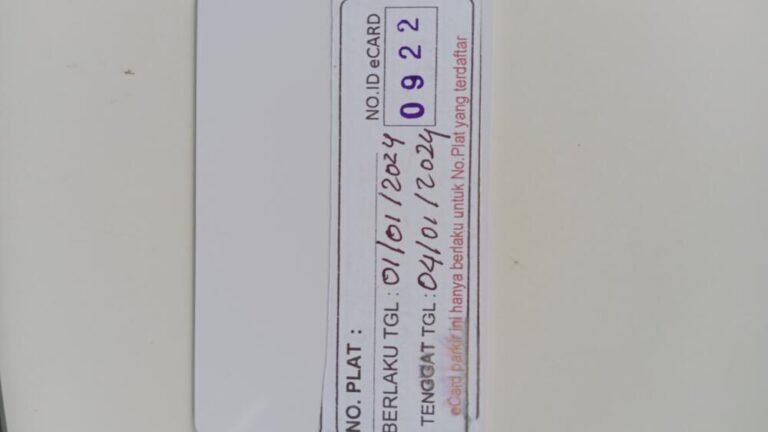 NO. PLAT :
NO.ID eCARD
BERLAKU TGL : 01/01/2024
0922
TENGGAT TGL : 04/01/2024
eCard parkir ini hanya berlaku untuk No.Plat yang terdaftar